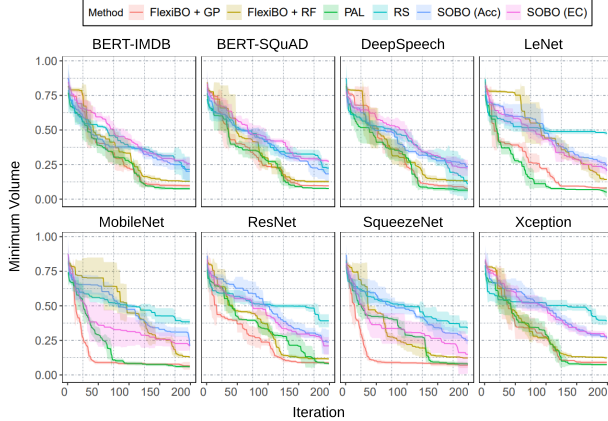 Method FlexiBO + GP FlexiBO + RF PAL RS SOBO (Acc) SOBO (EC)
BERT-IMDB BERT-SQuAD DeepSpeech LeNet
1.00
0.75
0.50
0.25
0.00
MobileNet ResNet SqueezeNet Xception
1.00
0.75
0.50
0.25
0.00
0 50 100 150 200 0 50 100 150 200 0 50 100 150 200 0 50 100 150 200
Minimum Volume
Iteration